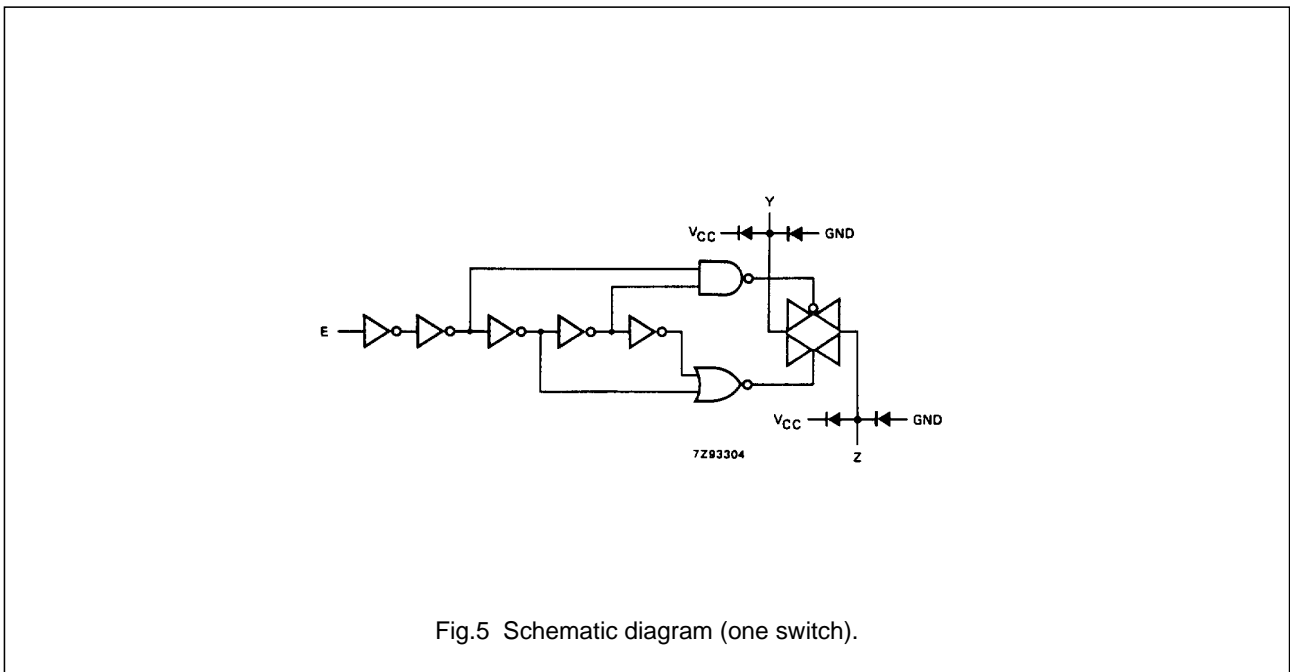 Y
VCC
GND
E
VCC
GND
7Z93304
Z
Fig.5 Schematic diagram (one switch).